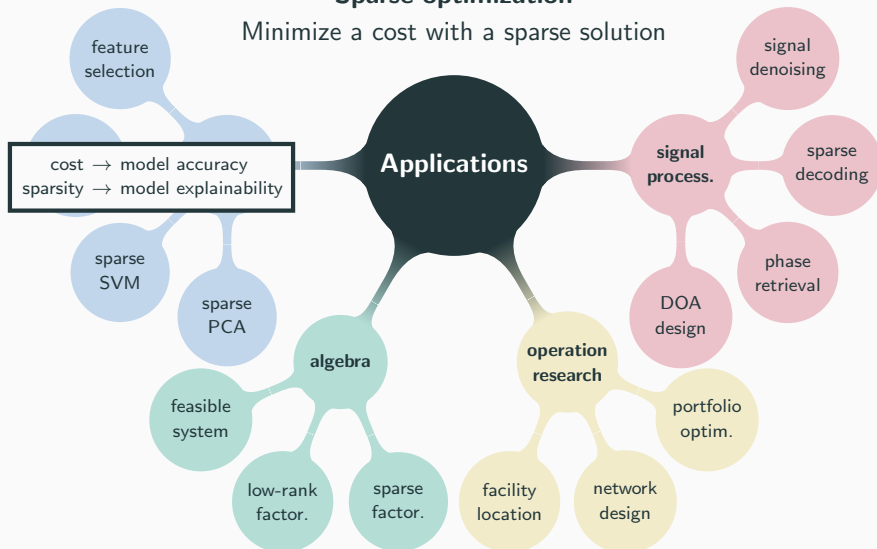 Sparse optimization
Minimize a cost with a sparse solution
Applications
feature
selection
cost → model accuracy
sparsity → model explainability
sparse
SVM
sparse
PCA
algebra
feasible
system
low-rank
factor.
sparse
factor.
operation
research
facility
location
network
design
portfolio
optim.
signal
process.
signal
denoising
sparse
decoding
phase
retrieval
DOA
design